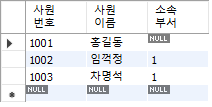 사원 사원 소속
번호 이름 부서
1001 홍길동 NULL
1002 임꺽정 1
1003 차명석 1
NULL NULL NULL